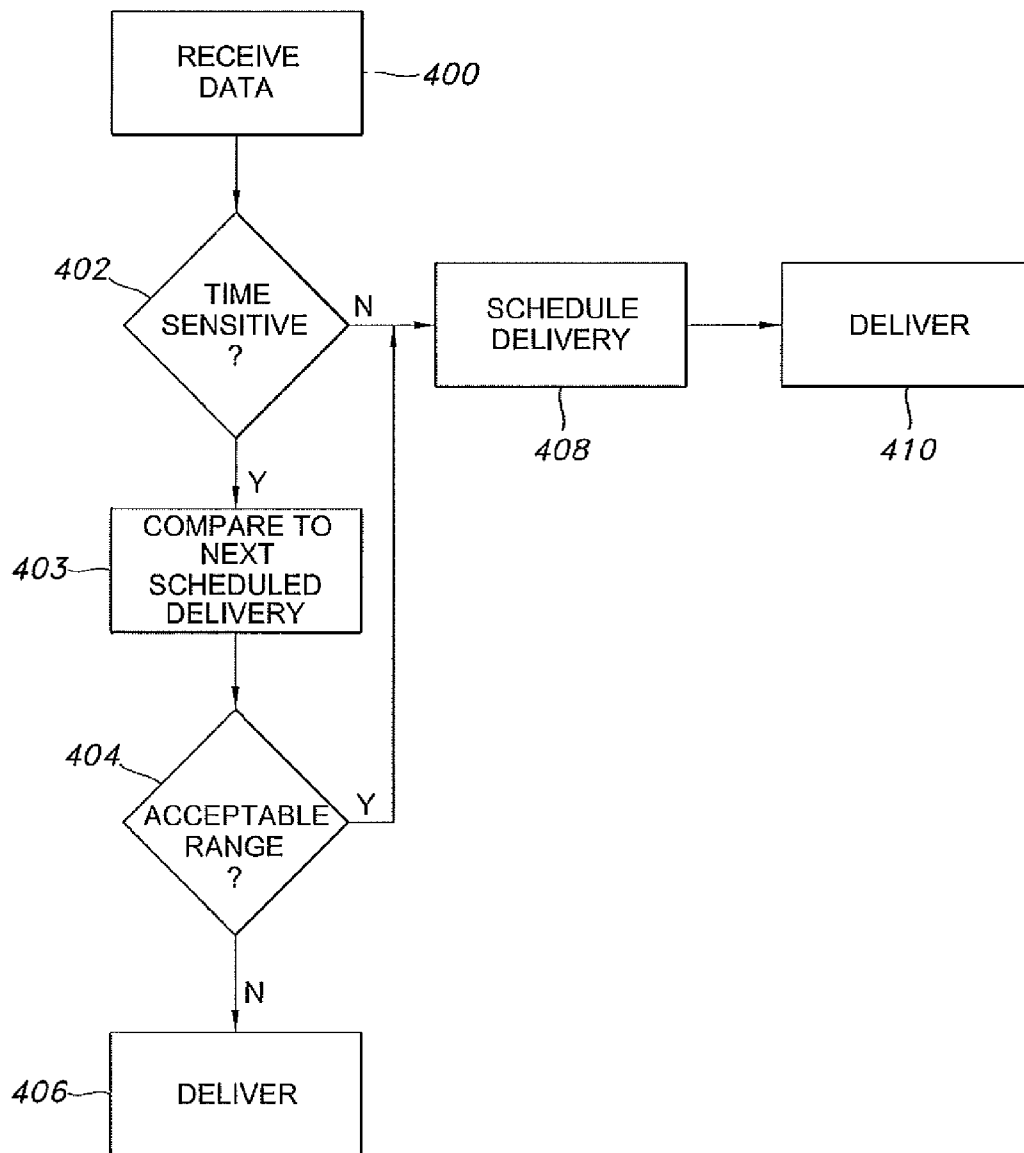 RECEIVE
DATA
400
402
TIME
SENSITIVE
?
N
SCHEDULE
DELIVERY
408
DELIVER
410
Y
403
COMPARE TO
NEXT
SCHEDULED
DELIVERY
404
ACCEPTABLE
RANGE
?
Y
N
406
DELIVER